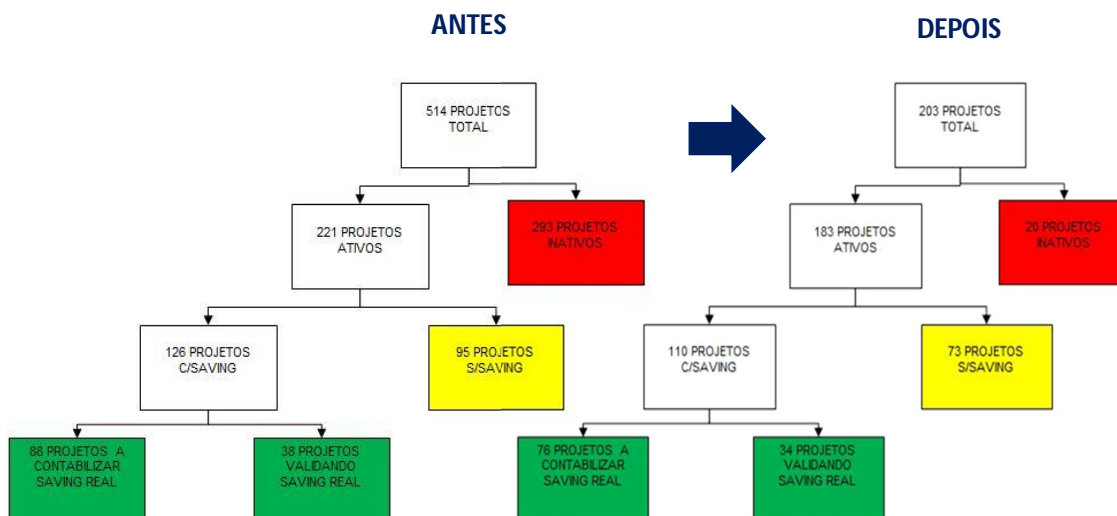 ANTES
DEPOIS
514 PROJETOS
TOTAL
203 PROJETOS
TOTAL
221 PROJETOS
ATIVOS
293 PROJETOS
INATIVOS
183 PROJETOS
ATIVOS
20 PROJETOS
INATIVOS
126 PROJETOS
C/SAVING
95 PROJETOS
S/SAVING
110 PROJETOS
C/SAVING
73 PROJETOS
S/SAVING
88 PROJETOS A
CONTABILIZAR
SAVING REAL
38 PROJETOS
VALIDANDO
SAVING REAL
76 PROJETOS A
CONTABILIZAR
SAVING REAL
34 PROJETOS
VALIDANDO
SAVING REAL